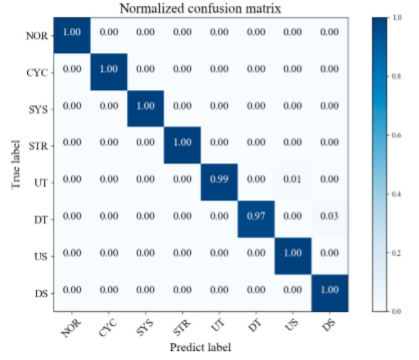 Normalized confusion matrix
NOR 1.00 0.00 0.00 0.00 0.00 0.00 0.00 0.00
CYC 0.00 1.00 0.00 0.00 0.00 0.00 0.00 0.00
SYS 0.00 0.00 1.00 0.00 0.00 0.00 0.00 0.00
STR 0.00 0.00 0.00 1.00 0.00 0.00 0.00 0.00
UT 0.00 0.00 0.00 0.00 0.99 0.00 0.01 0.00
DT 0.00 0.00 0.00 0.00 0.00 0.97 0.00 0.03
US 0.00 0.00 0.00 0.00 0.00 0.00 1.00 0.00
DS 0.00 0.00 0.00 0.00 0.00 0.00 0.00 1.00
NOR CYC SYS STR UT DT US DS
True label
Predict label
1.0
0.8
0.6
0.4
0.2
0.0